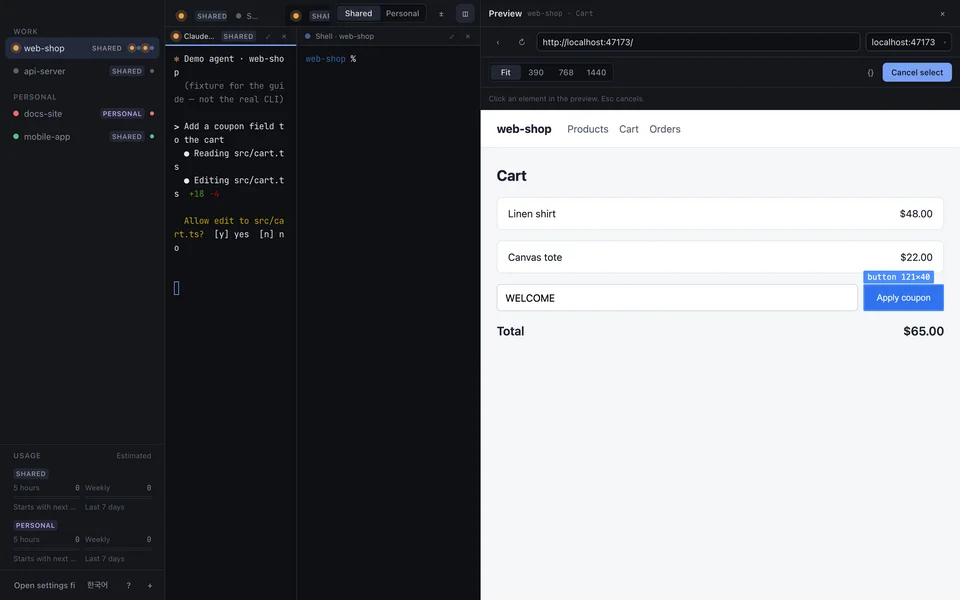 WORK
web-shop SHARED
api-server SHARED
PERSONAL
docs-site PERSONAL
mobile-app SHARED
USAGE Estimated
SHARED
5 hours 0 Weekly 0
Starts with next ... Last 7 days
PERSONAL
5 hours 0 Weekly 0
Starts with next ... Last 7 days
Open settings fi 한국어 ? +
SHARED S... SHAI Shared Personal ±
Claude... SHARED ⤢ ×
✻ Demo agent · web-sho
p
(fixture for the gui
de — not the real CLI)
> Add a coupon field t
o the cart
● Reading src/cart.t
s
● Editing src/cart.t
s +18 -4
Allow edit to src/ca
rt.ts? [y] yes [n] n
o
Shell · web-shop ⤢ ×
web-shop %
Preview web-shop · Cart ×
‹ ↻ http://localhost:47173/ localhost:47173
Fit 390 768 1440 {} Cancel select
Click an element in the preview. Esc cancels.
web-shop Products Cart Orders
Cart
Linen shirt $48.00
Canvas tote $22.00
button 121×40
WELCOME Apply coupon
Total $65.00